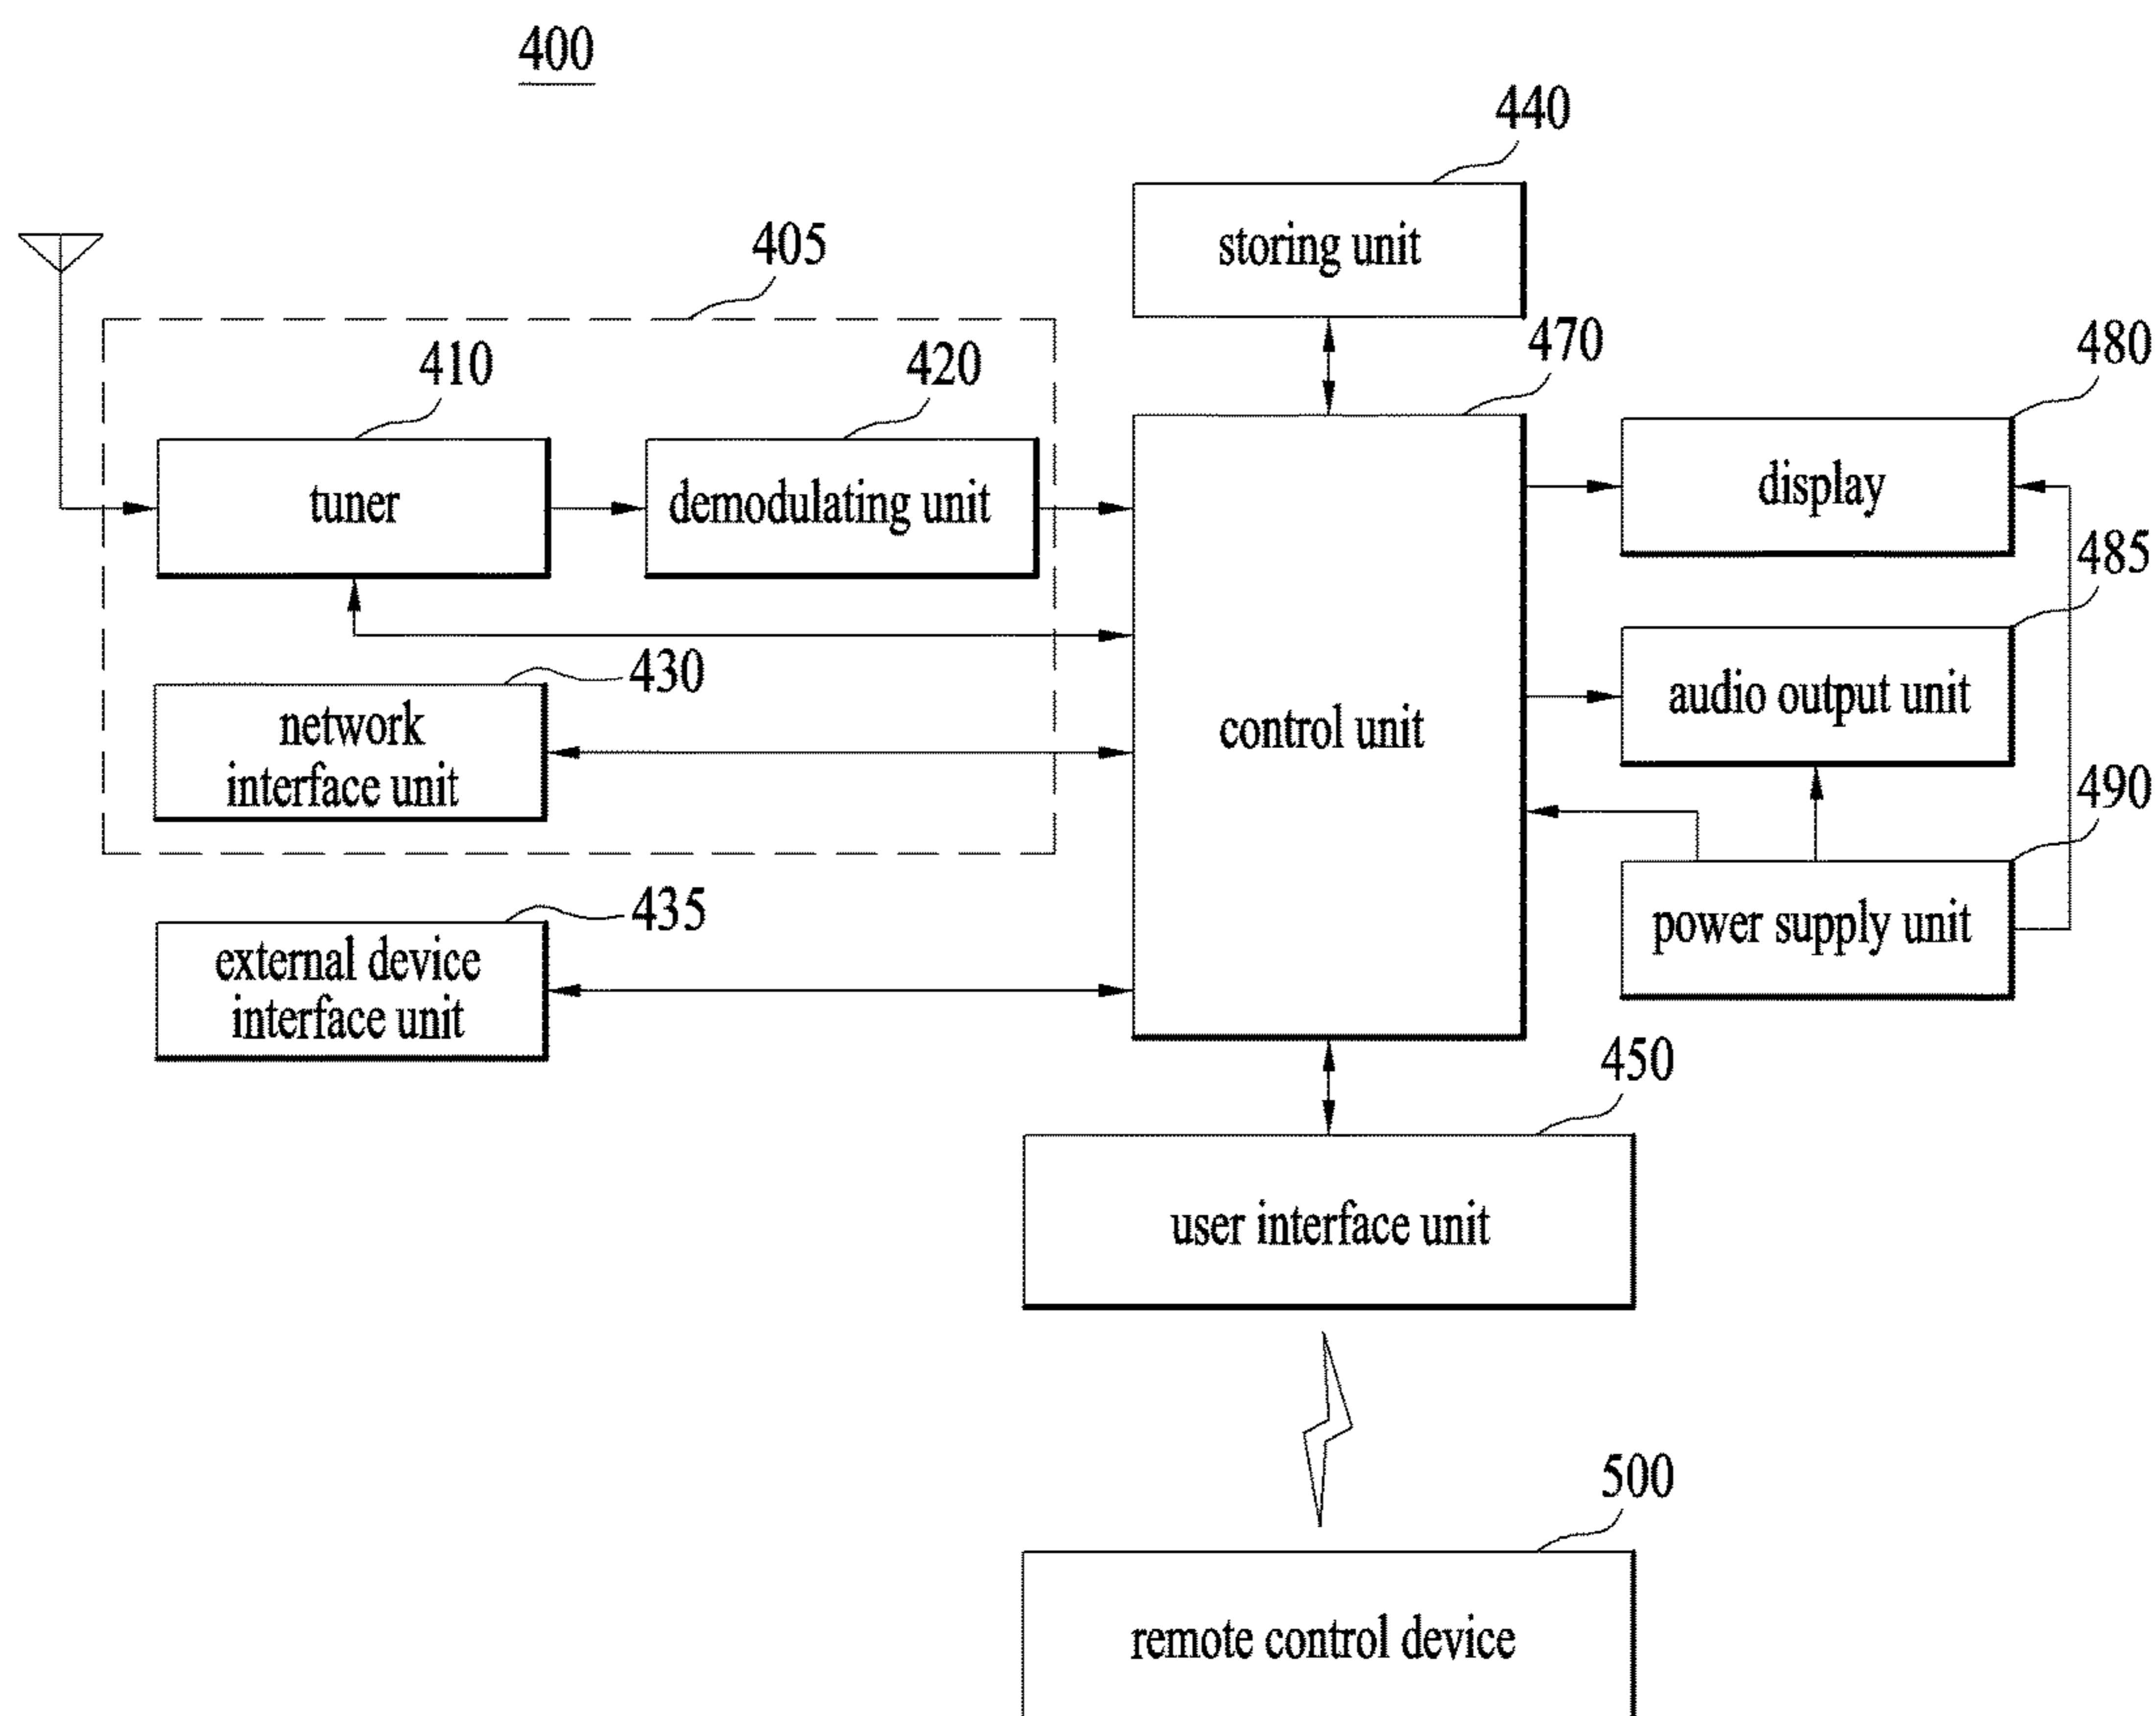 400
440
storing unit
405
470
480
410
420
tuner
demodulating unit
display
485
430
network
interface unit
control unit
audio output unit
490
435
external device
interface unit
power supply unit
450
user interface unit
500
remote control device